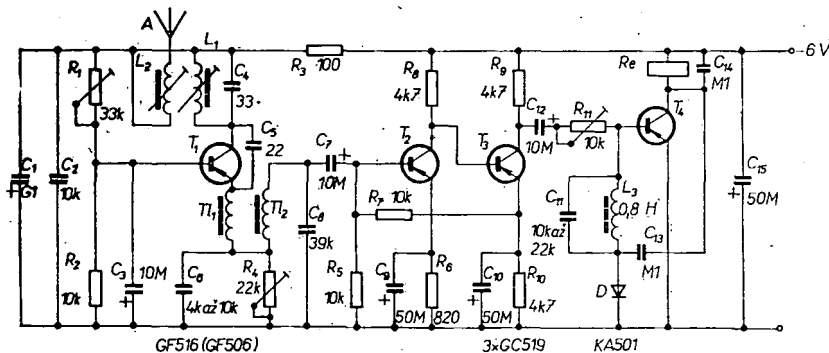 A
L₂
L₁
R₁
33k
C₄
33
R₃
100
R₈
4k7
R₉
4k7
Re
C₁₄
M1
-6V
T₁
C₅
22
C₇
10M
T₂
T₃
C₁₂
10M
R₁₁
10k
T₄
C₁
G1
C₂
10k
Tl₁
Tl₂
C₈
39k
R₇ 10k
C₁₁
10k až
22k
L₃
0,8 H
C₁₃
M1
C₁₅
50M
R₂
10k
C₃
10M
C₆
4k až 10k
R₄
22k
R₅
10k
C₉
50M
R₆
820
C₁₀
50M
R₁₀
4k7
D
GF516 (GF506)
3xGC519
KA501